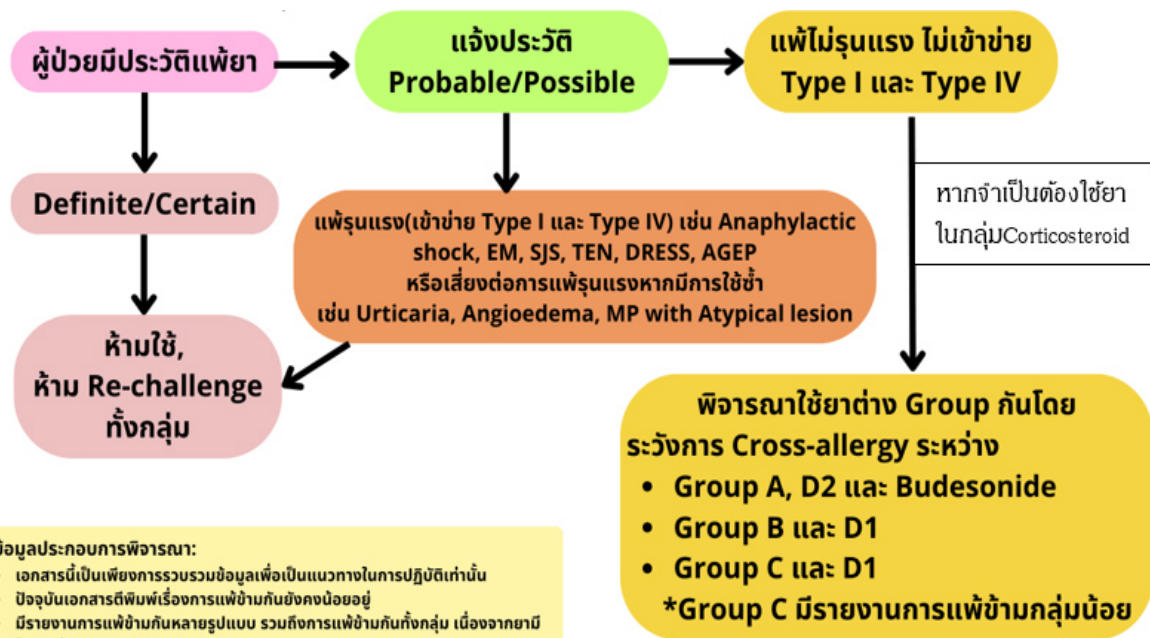 ผู้ป่วยมีประวัติแพ้ยา
แจ้งประวัติ
Probable/Possible
แพ้ไม่รุนแรง ไม่เข้าข่าย
Type I และ Type IV
Definite/Certain
แพ้รุนแรง(เข้าข่าย Type I และ Type IV) เช่น Anaphylactic
shock, EM, SJS, TEN, DRESS, AGEP
หรือเสี่ยงต่อการแพ้รุนแรงหากมีการใช้ซ้ำ
เช่น Urticaria, Angioedema, MP with Atypical lesion
หากจำเป็นต้องใช้ยา
ในกลุ่มCorticosteroid
ห้ามใช้,
ห้าม Re-challenge
ทั้งกลุ่ม
พิจารณาใช้ยาต่าง Group กันโดย
ระวังการ Cross-allergy ระหว่าง
• Group A, D2 และ Budesonide
• Group B และ D1
• Group C และ D1
*Group C มีรายงานการแพ้ข้ามกลุ่มน้อย
ข้อมูลประกอบการพิจารณา:
เอกสารนี้เป็นเพียงการรวบรวมข้อมูลเพื่อเป็นแนวทางในการปฏิบัติเท่านั้น
ปัจจุบันเอกสารตีพิมพ์เรื่องการแพ้ข้ามกันยังคงน้อยอยู่
มีรายงานการแพ้ข้ามกันหลายรูปแบบ รวมถึงการแพ้ข้ามกันทั้งกลุ่ม เนื่องจากยามี